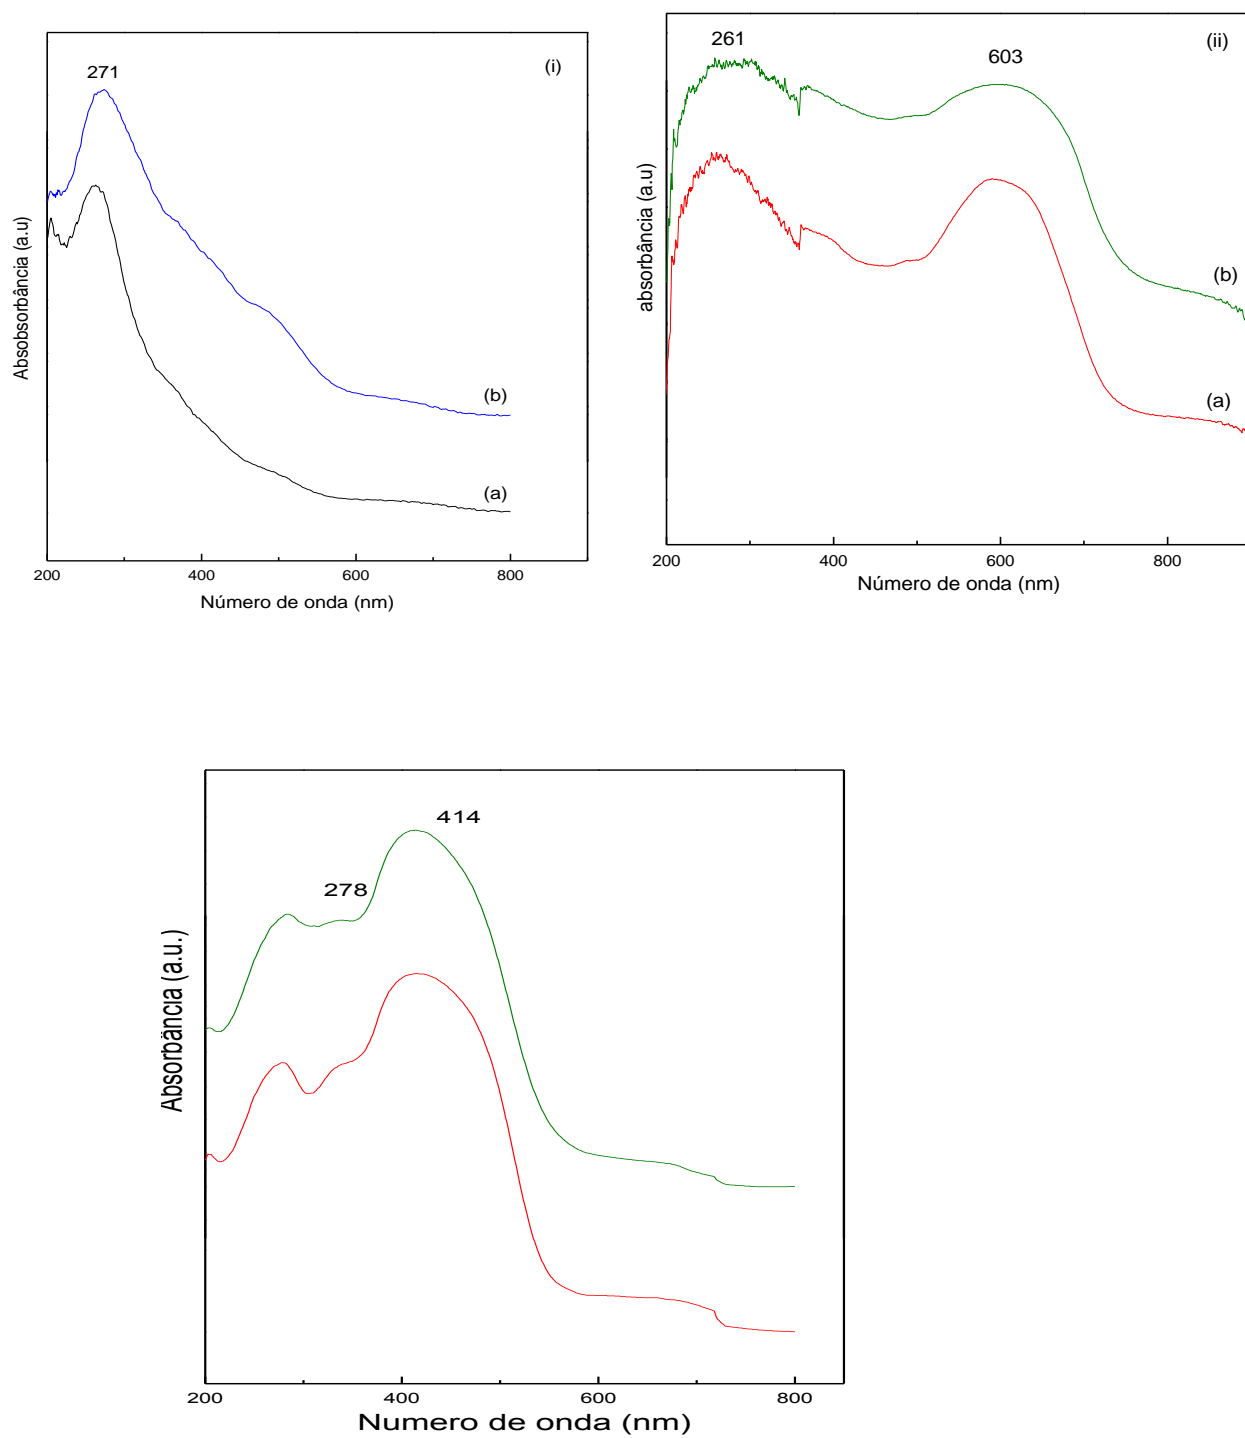 271
(i)
Absobsorbância (a.u)
(b)
(a)
200
400
600
800
Número de onda (nm)
261
603
(ii)
absorbância (a.u)
(b)
(a)
200
400
600
800
Número de onda (nm)
414
278
Absorbância (a.u.)
200
400
600
800
Numero de onda (nm)